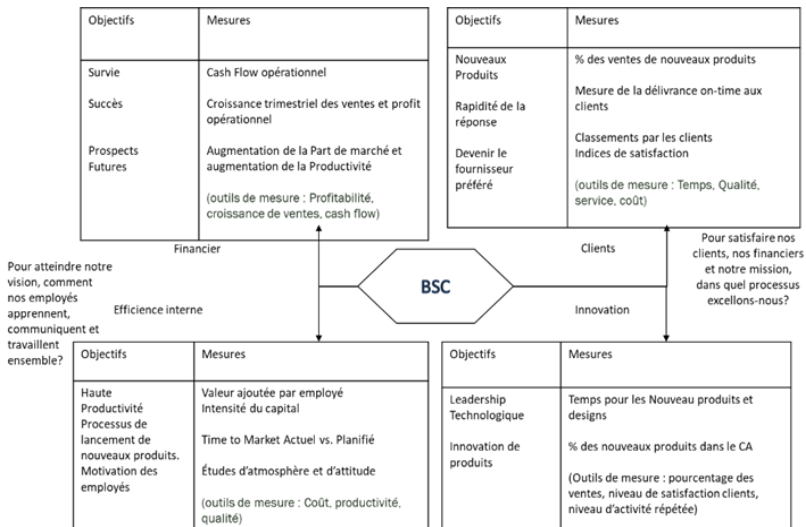 Objectifs
Mesures
Survie
Cash Flow opérationnel
Succès
Croissance trimestriel des ventes et profit
opérationnel
Prospects
Futures
Augmentation de la Part de marché et
augmentation de la Productivité
(outils de mesure : Profitabilité,
croissance de ventes, cash flow)
Objectifs
Mesures
Nouveaux
Produits
% des ventes de nouveaux produits
Rapidité de la
réponse
Mesure de la délivrance on-time aux
clients
Devenir le
fournisseur
préféré
Classements par les clients
Indices de satisfaction
(outils de mesure : Temps, Qualité,
service, coût)
Financier
Clients
Pour atteindre notre
vision, comment
nos employés
apprennent,
communiquent et
travaillent
ensemble?
BSC
Pour satisfaire nos
clients, nos financiers
et notre mission,
dans quel processus
excellons-nous?
Efficience interne
Innovation
Objectifs
Mesures
Haute
Productivité
Processus de
lancement de
nouveaux produits.
Motivation des
employés
Valeur ajoutée par employé
Intensité du capital
Time to Market Actuel vs. Planifié
Études d'atmosphère et d'attitude
(outils de mesure : Coût, productivité,
qualité)
Objectifs
Mesures
Leadership
Technologique
Temps pour les Nouveau produits et
designs
Innovation de
produits
% des nouveaux produits dans le CA
(Outils de mesure : pourcentage des
ventes, niveau de satisfaction clients,
niveau d'activité répétée)